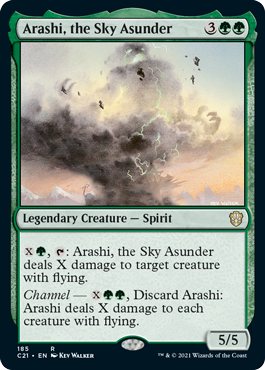 Arashi, the Sky Asunder 3
Legendary Creature — Spirit
X, : Arashi, the Sky Asunder
deals X damage to target creature
with flying.
Channel — X, Discard Arashi:
Arashi deals X damage to each
creature with flying.
5/5
185 R
C21 • EN KEV WALKER
™ & © 2021 Wizards of the Coast